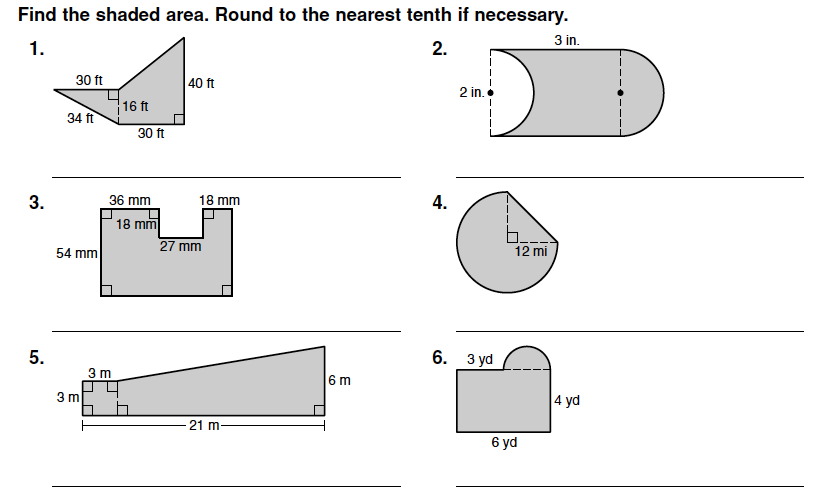 Find the shaded area. Round to the nearest tenth if necessary.
1.
30 ft
40 ft
16 ft
34 ft
30 ft
2.
3 in.
2 in.
3.
36 mm
18 mm
18 mm
27 mm
54 mm
4.
12 mi
5.
3 m
3 m
6 m
21 m
6.
3 yd
4 yd
6 yd